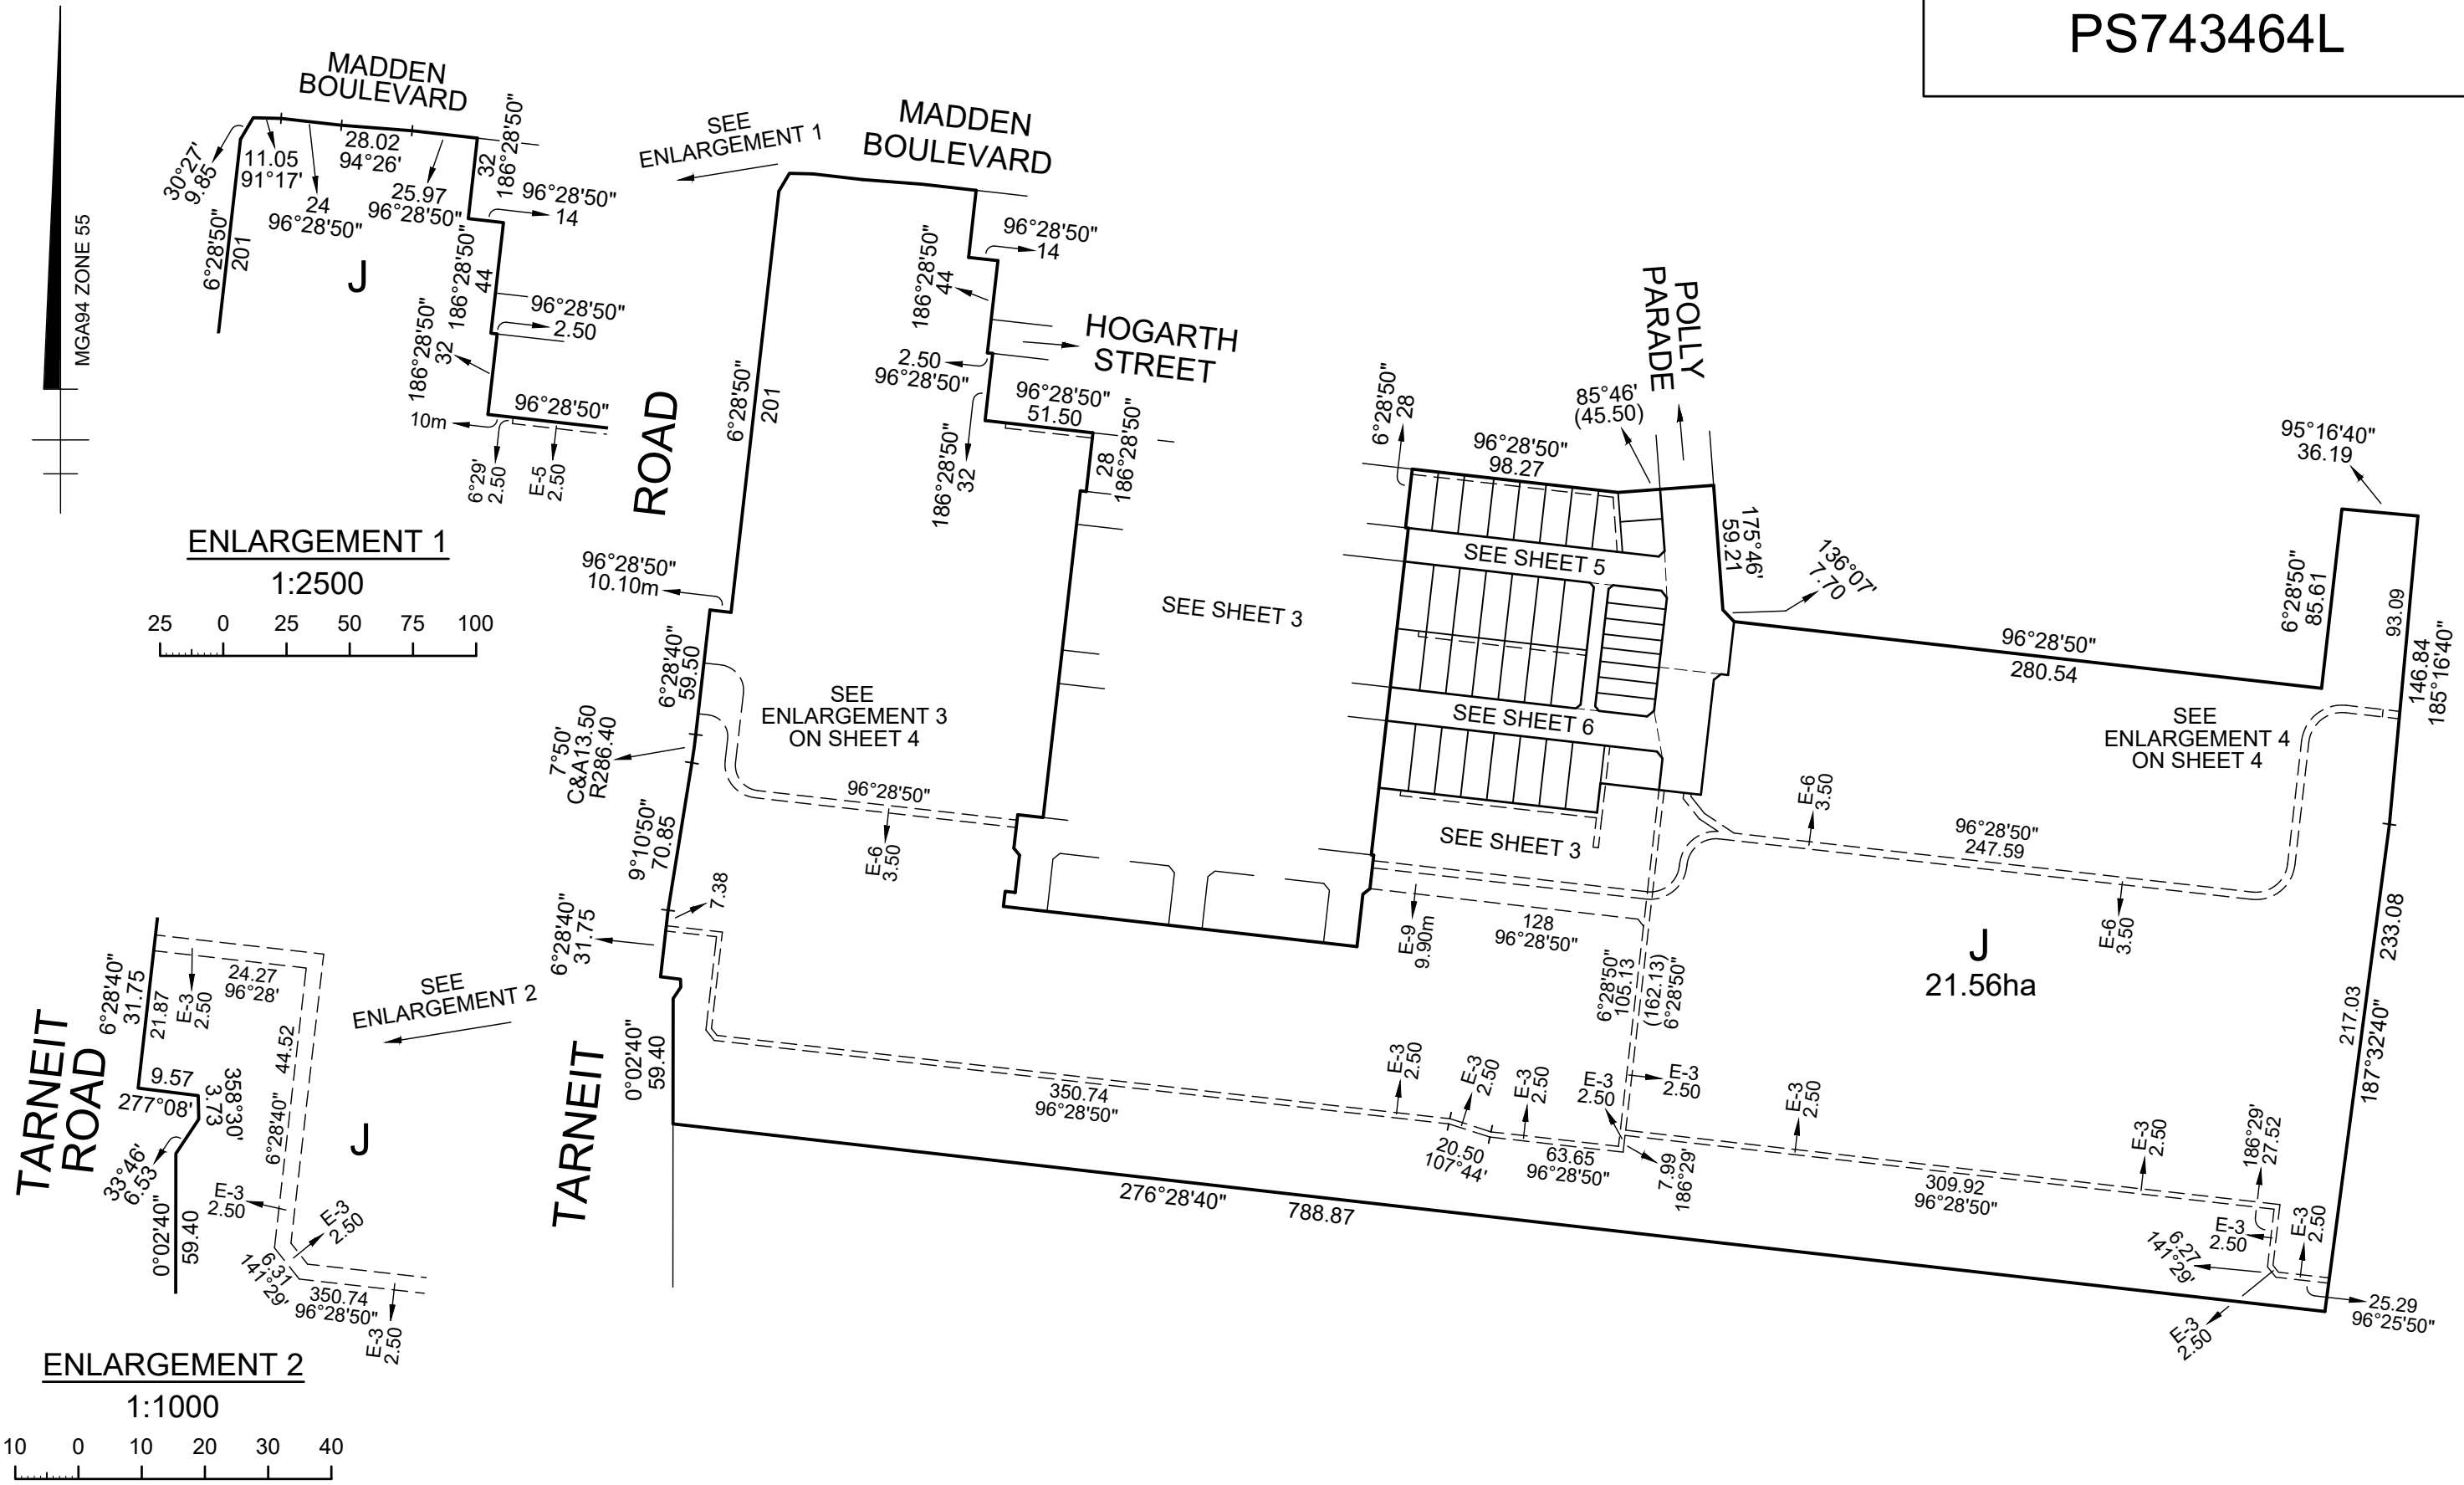 PS743464L
MGA94 ZONE 55
MADDEN
BOULEVARD
30°27'
9.85
11.05
91°17'
28.02
94°26'
24
96°28'50"
25.97
96°28'50"
32
186°28'50"
96°28'50"
14
6°28'50"
201
J
186°28'50"
44
96°28'50"
2.50
186°28'50"
32
96°28'50"
10m
6°29'
2.50
E-5
2.50
ENLARGEMENT 1
1:2500
25 0 25 50 75 100
SEE
ENLARGEMENT 1
MADDEN
BOULEVARD
96°28'50"
14
186°28'50"
44
HOGARTH
STREET
2.50
96°28'50"
96°28'50"
51.50
186°28'50"
32
28
186°28'50"
6°28'50"
201
ROAD
96°28'50"
10.10m
6°28'40"
59.50
7°50'
C&A13.50
R286.40
9°10'50"
70.85
6°28'40"
31.75
7.38
SEE
ENLARGEMENT 3
ON SHEET 4
96°28'50"
E-6
3.50
SEE SHEET 3
POLLY
PARADE
85°46'
(45.50)
6°28'50"
28
96°28'50"
98.27
SEE SHEET 5
175°46'
59.21
136°07'
7.70
SEE SHEET 6
SEE SHEET 3
96°28'50"
280.54
95°16'40"
36.19
6°28'50"
85.61
93.09
146.84
185°16'40"
SEE
ENLARGEMENT 4
ON SHEET 4
E-6
3.50
96°28'50"
247.59
E-6
3.50
E-9
9.90m
128
96°28'50"
6°28'50"
105.13
(162.13)
6°28'50"
J
21.56ha
233.08
217.03
187°32'40"
TARNEIT
0°02'40"
59.40
350.74
96°28'50"
E-3
2.50
E-3
2.50
E-3
2.50
E-3
2.50
E-3
2.50
E-3
2.50
20.50
107°44'
63.65
96°28'50"
7.99
186°29'
276°28'40"
788.87
309.92
96°28'50"
E-3
2.50
186°29'
27.52
E-3
2.50
E-3
2.50
6.27
141°29'
E-3
2.50
25.29
96°25'50"
SEE
ENLARGEMENT 2
TARNEIT
ROAD
6°28'40"
31.75
21.87
E-3
2.50
24.27
96°28'
44.52
6°28'40"
9.57
277°08'
358°30'
3.73
33°46'
6.53
J
E-3
2.50
E-3
2.50
0°02'40"
59.40
6.31
141°29'
350.74
96°28'50"
E-3
2.50
ENLARGEMENT 2
1:1000
10 0 10 20 30 40